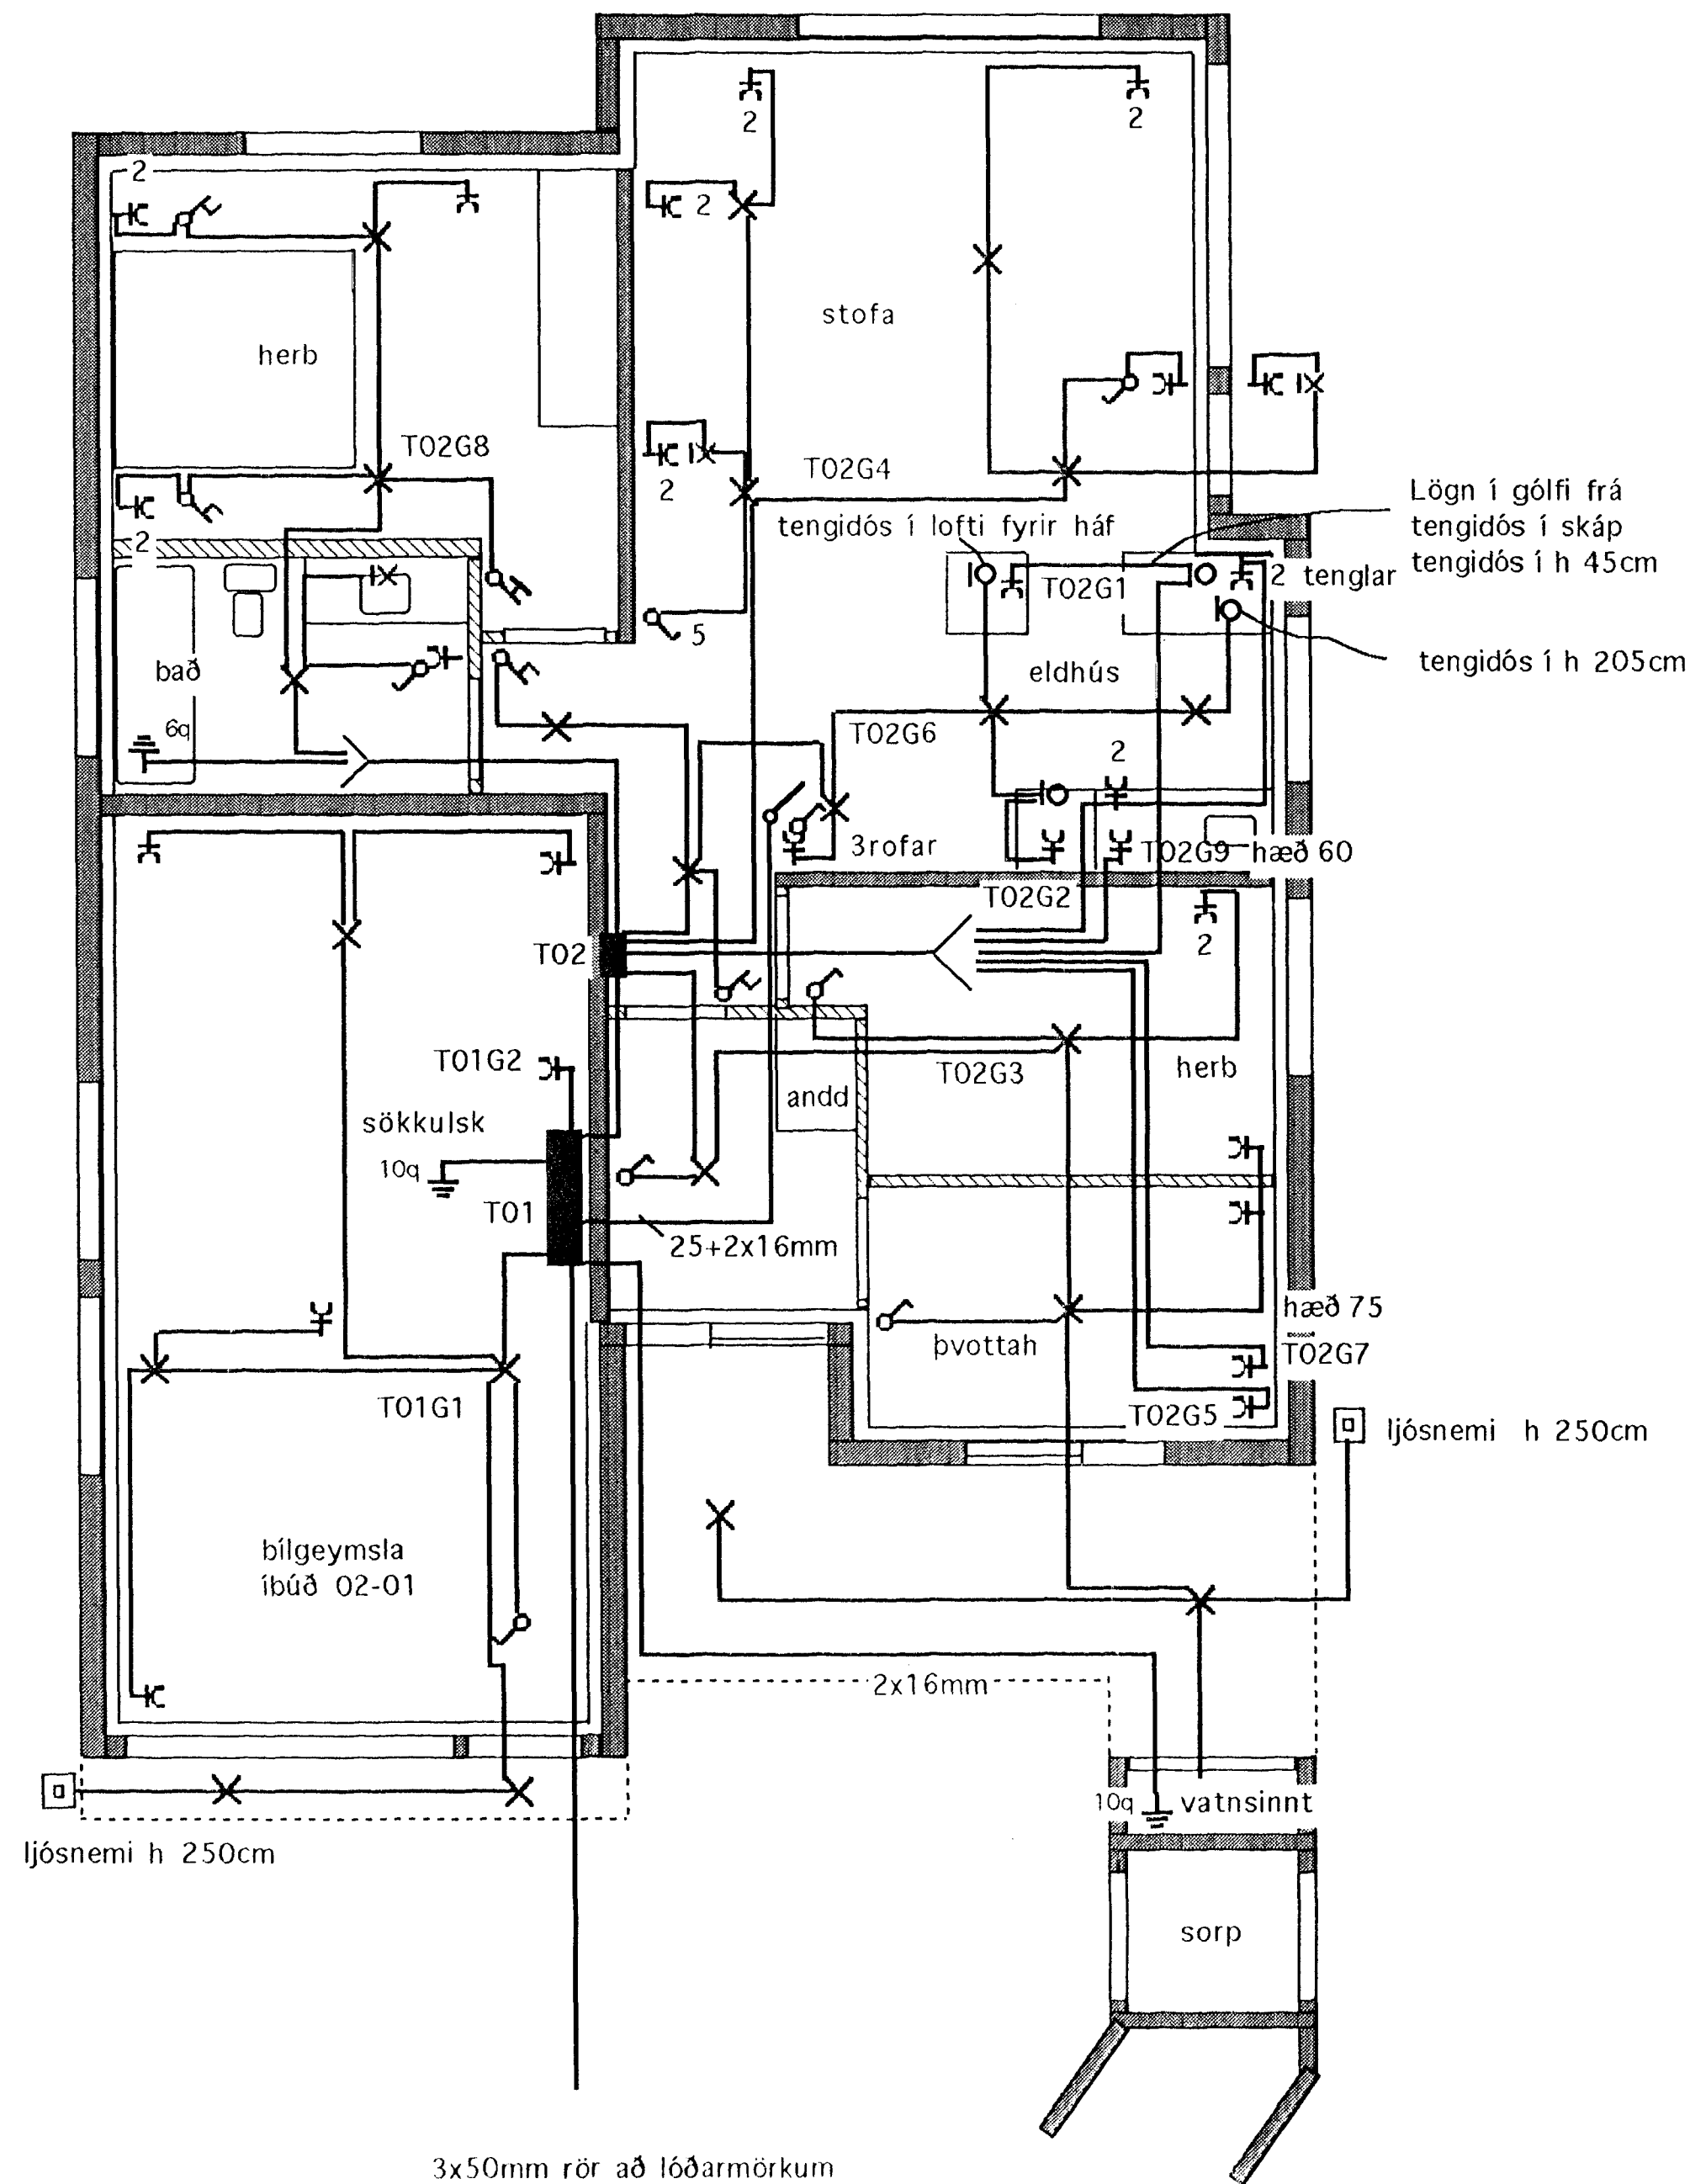 2
2
2
2
stofa
herb
T02G8
T02G4
2
tengidós í lofti fyrir háf
Lögn í gólfi frá
tengidós í skáp
tengidós í h 45cm
2
T02G1
2 tenglar
5
bað
eldhús
tengidós í h 205cm
6q
T02G6
2
3rofar
T02G9 hæð 60
T02G2
2
T02
T01G2
T02G3
herb
andd
sökkulsk
10q
T01
25+2x16mm
hæð 75
þvottah
T02G7
T01G1
T02G5
ljósnemi h 250cm
bílgeymsla
íbúð 02-01
2x16mm
10q
vatnsinnt
ljósnemi h 250cm
sorp
3x50mm rör að lóðarmörkum